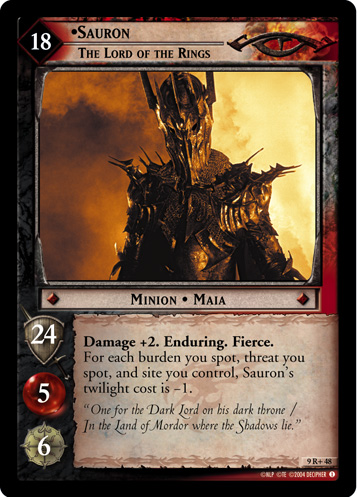 18
•Sauron
The Lord of the Rings
Minion • Maia
24
5
6
Damage +2. Enduring. Fierce.
For each burden you spot, threat you
spot, and site you control, Sauron's
twilight cost is –1.
“One for the Dark Lord on his dark throne /
In the Land of Mordor where the Shadows lie.”
9 R+ 48
©NLP ©TE ©2004 DECIPHER